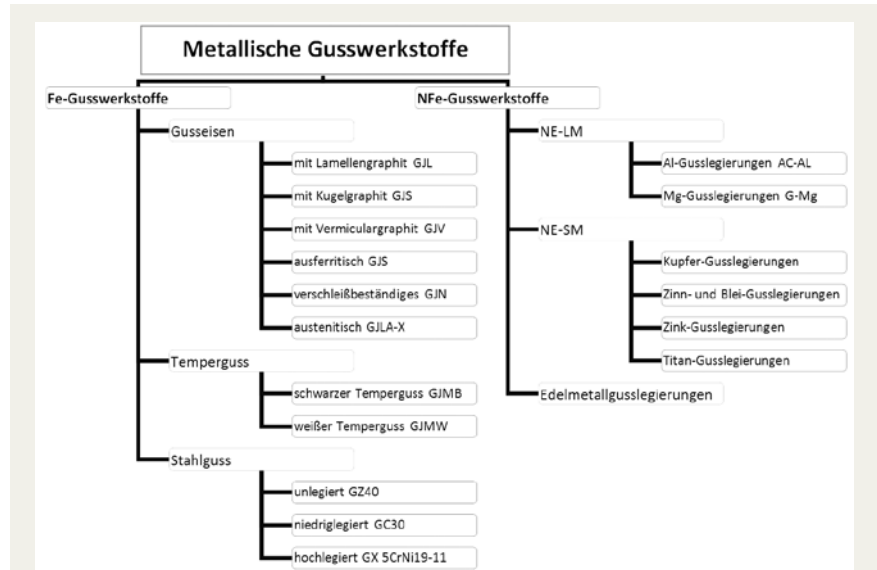 Metallische Gusswerkstoffe
Fe-Gusswerkstoffe
Gusseisen
mit Lamellengraphit GJL
mit Kugelgraphit GJS
mit Vermiculargraphit GJV
ausferritisch GJS
verschleißbeständiges GJN
austenitisch GJLA-X
Temperguss
schwarzer Temperguss GJMB
weißer Temperguss GJMW
Stahlguss
unlegiert GZ40
niedriglegiert GC30
hochlegiert GX 5CrNi19-11
NFe-Gusswerkstoffe
NE-LM
Al-Gusslegierungen AC-AL
Mg-Gusslegierungen G-Mg
NE-SM
Kupfer-Gusslegierungen
Zinn- und Blei-Gusslegierungen
Zink-Gusslegierungen
Titan-Gusslegierungen
Edelmetallgusslegierungen